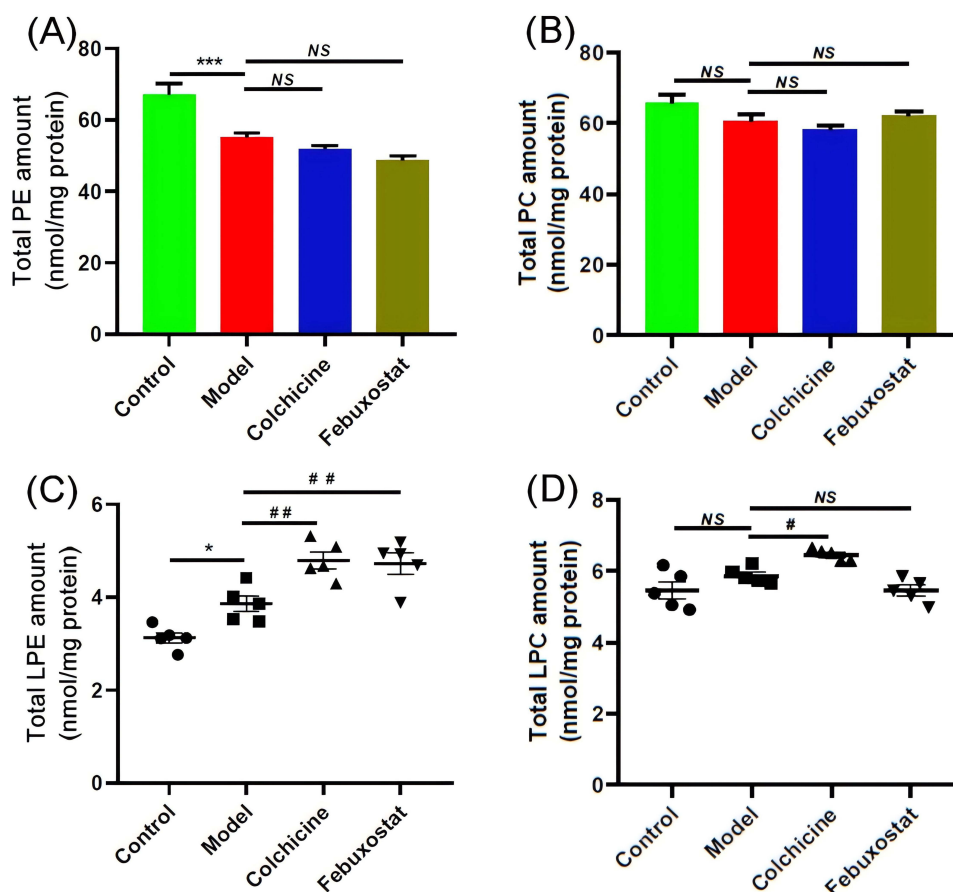 (A)
Total PE amount
(nmol/mg protein)
80
60
40
20
0
***
NS
NS
Control
Model
Colchicine
Febuxostat
(B)
Total PC amount
(nmol/mg protein)
80
60
40
20
0
NS
NS
NS
Control
Model
Colchicine
Febuxostat
(C)
Total LPE amount
(nmol/mg protein)
6
4
2
0
*
##
# #
Control
Model
Colchicine
Febuxostat
(D)
Total LPC amount
(nmol/mg protein)
8
6
4
2
0
NS
NS
#
Control
Model
Colchicine
Febuxostat